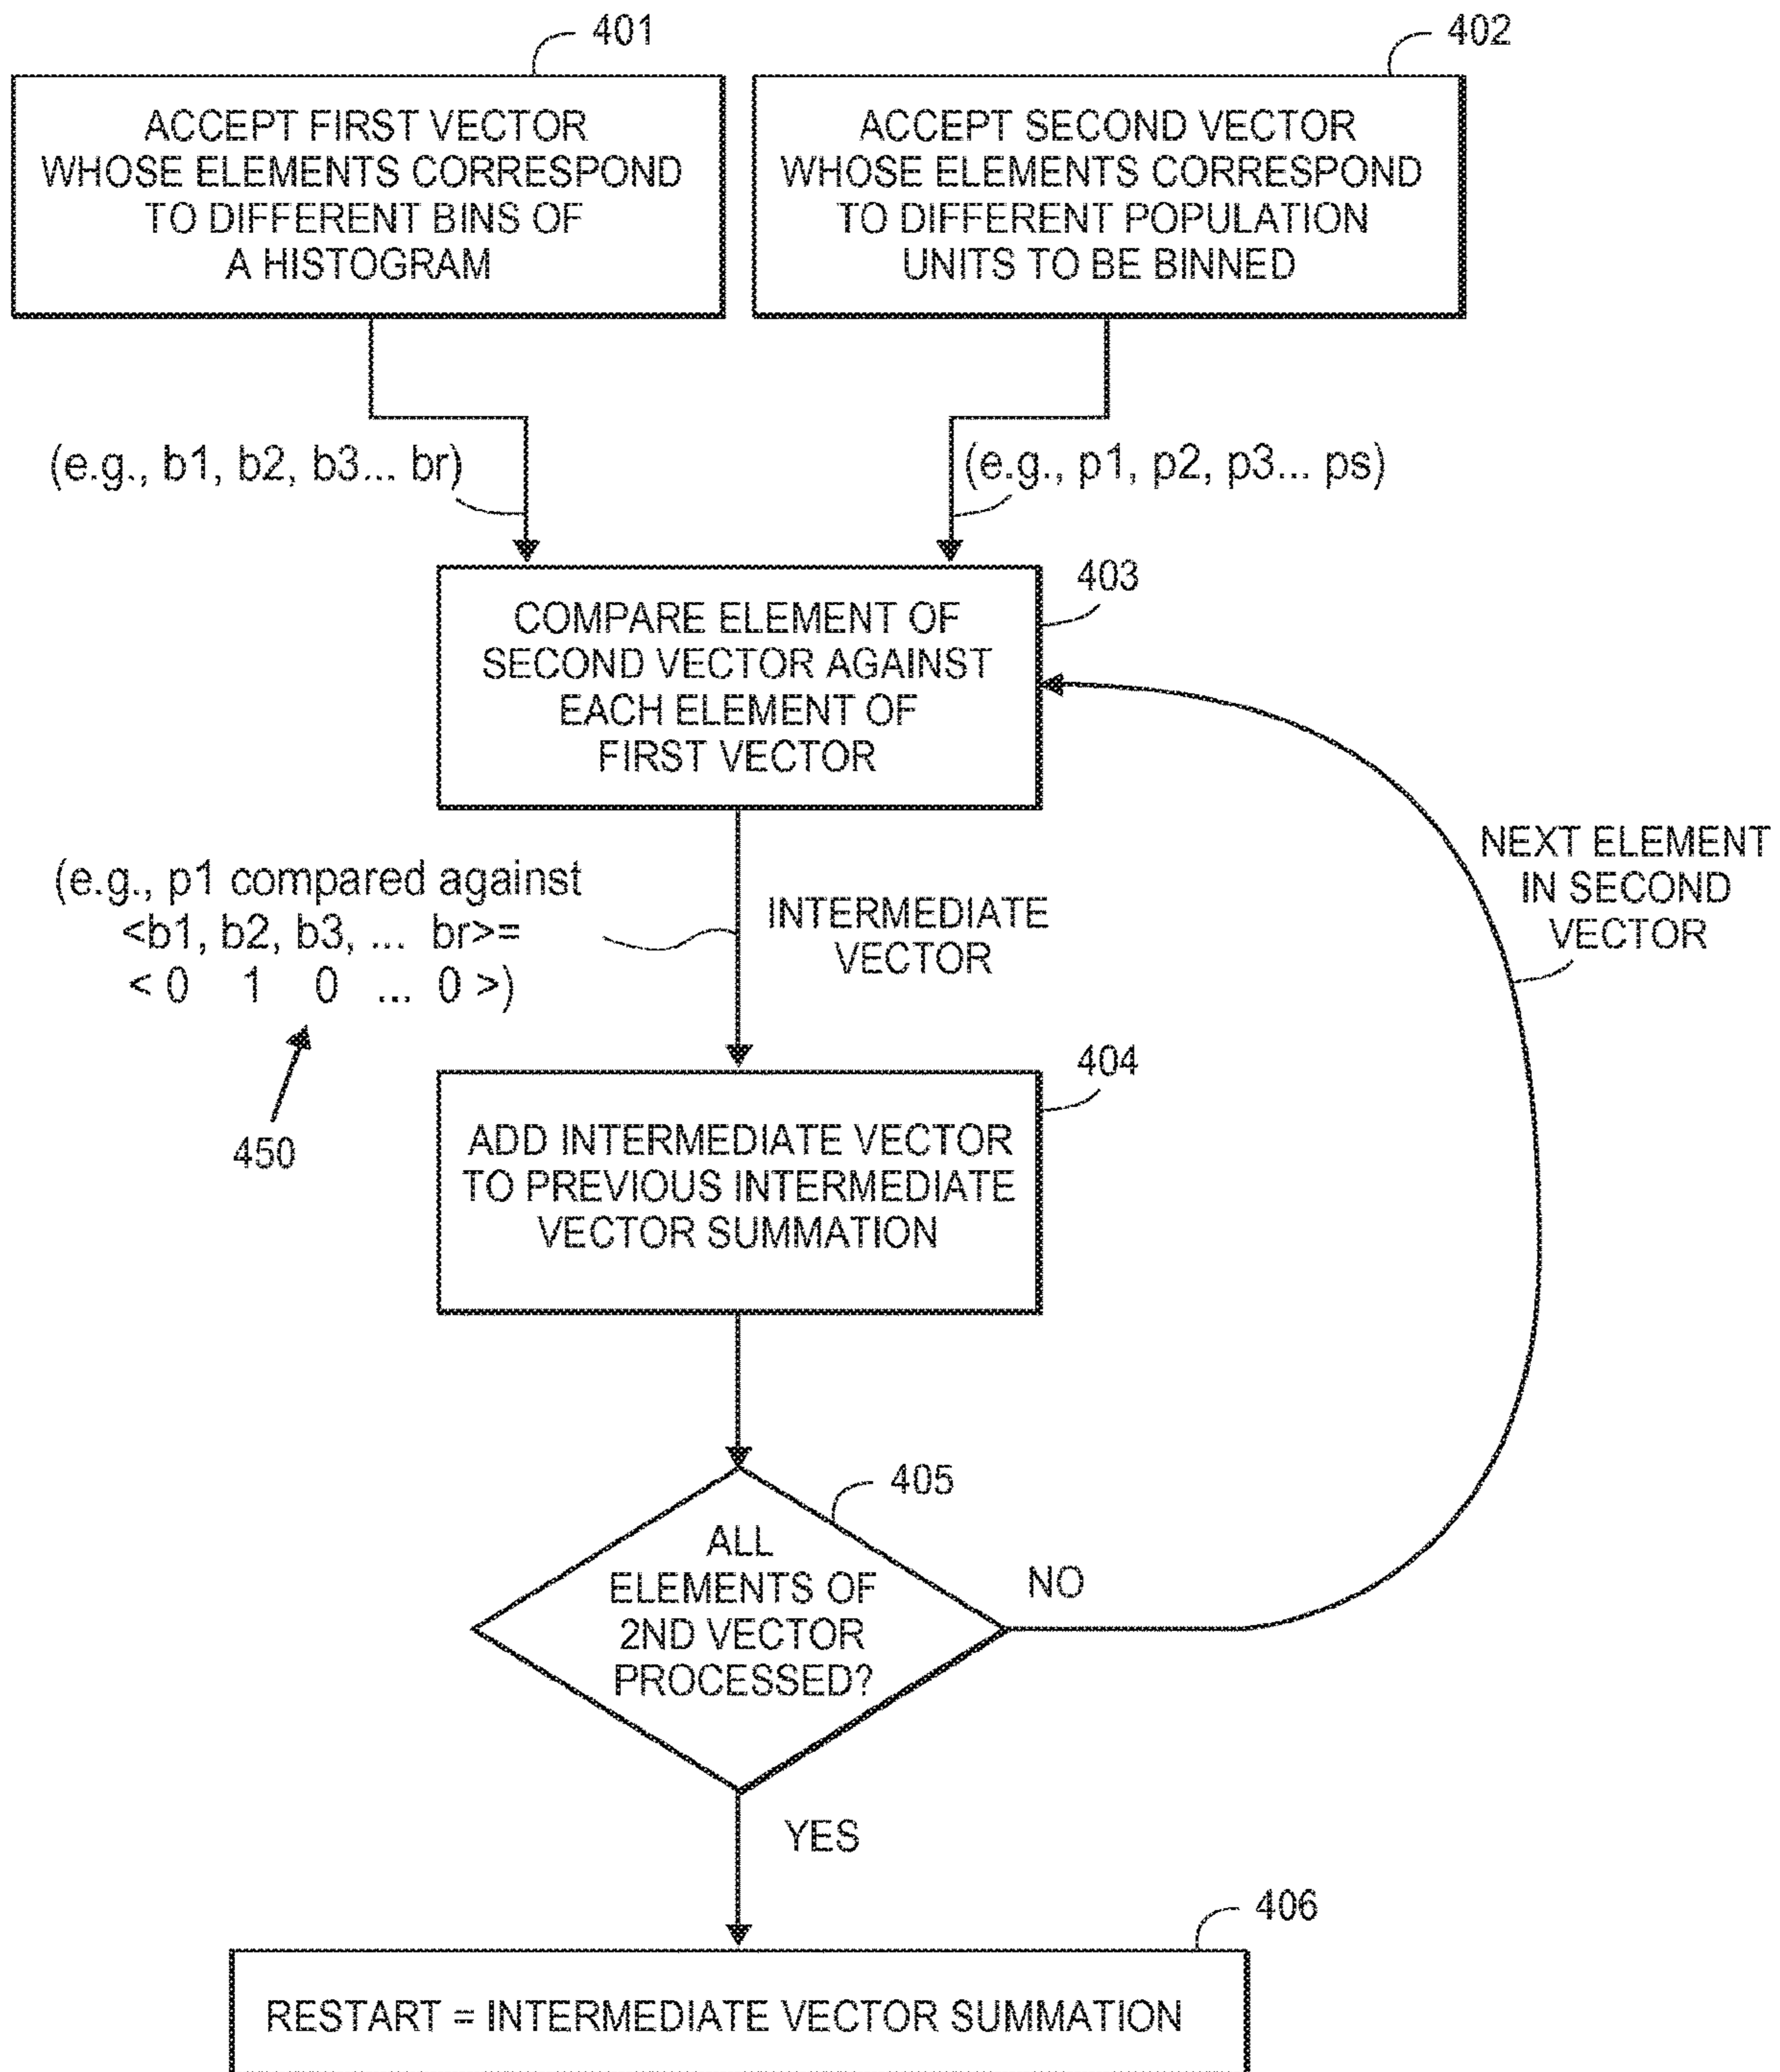 401
402
ACCEPT FIRST VECTOR
WHOSE ELEMENTS CORRESPOND
TO DIFFERENT BINS OF
A HISTOGRAM
ACCEPT SECOND VECTOR
WHOSE ELEMENTS CORRESPOND
TO DIFFERENT POPULATION
UNITS TO BE BINNED
(e.g., b1, b2, b3... br)
(e.g., p1, p2, p3... ps)
403
COMPARE ELEMENT OF
SECOND VECTOR AGAINST
EACH ELEMENT OF
FIRST VECTOR
(e.g., p1 compared against
<b1, b2, b3, ... br>=
< 0 1 0 ... 0 >)
450
INTERMEDIATE
VECTOR
NEXT ELEMENT
IN SECOND
VECTOR
404
ADD INTERMEDIATE VECTOR
TO PREVIOUS INTERMEDIATE
VECTOR SUMMATION
405
ALL
ELEMENTS OF
2ND VECTOR
PROCESSED?
NO
YES
406
RESTART = INTERMEDIATE VECTOR SUMMATION